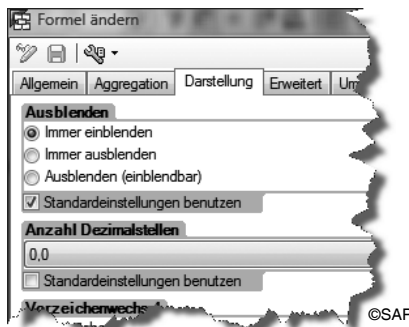 Formel ändern
Allgemein Aggregation Darstellung Erweitert
Ausblenden
Immer einblenden
Immer ausblenden
Ausblenden (einblendbar)
Standardeinstellungen benutzen
Anzahl Dezimalstellen
0,0
Standardeinstellungen benutzen
©SAP